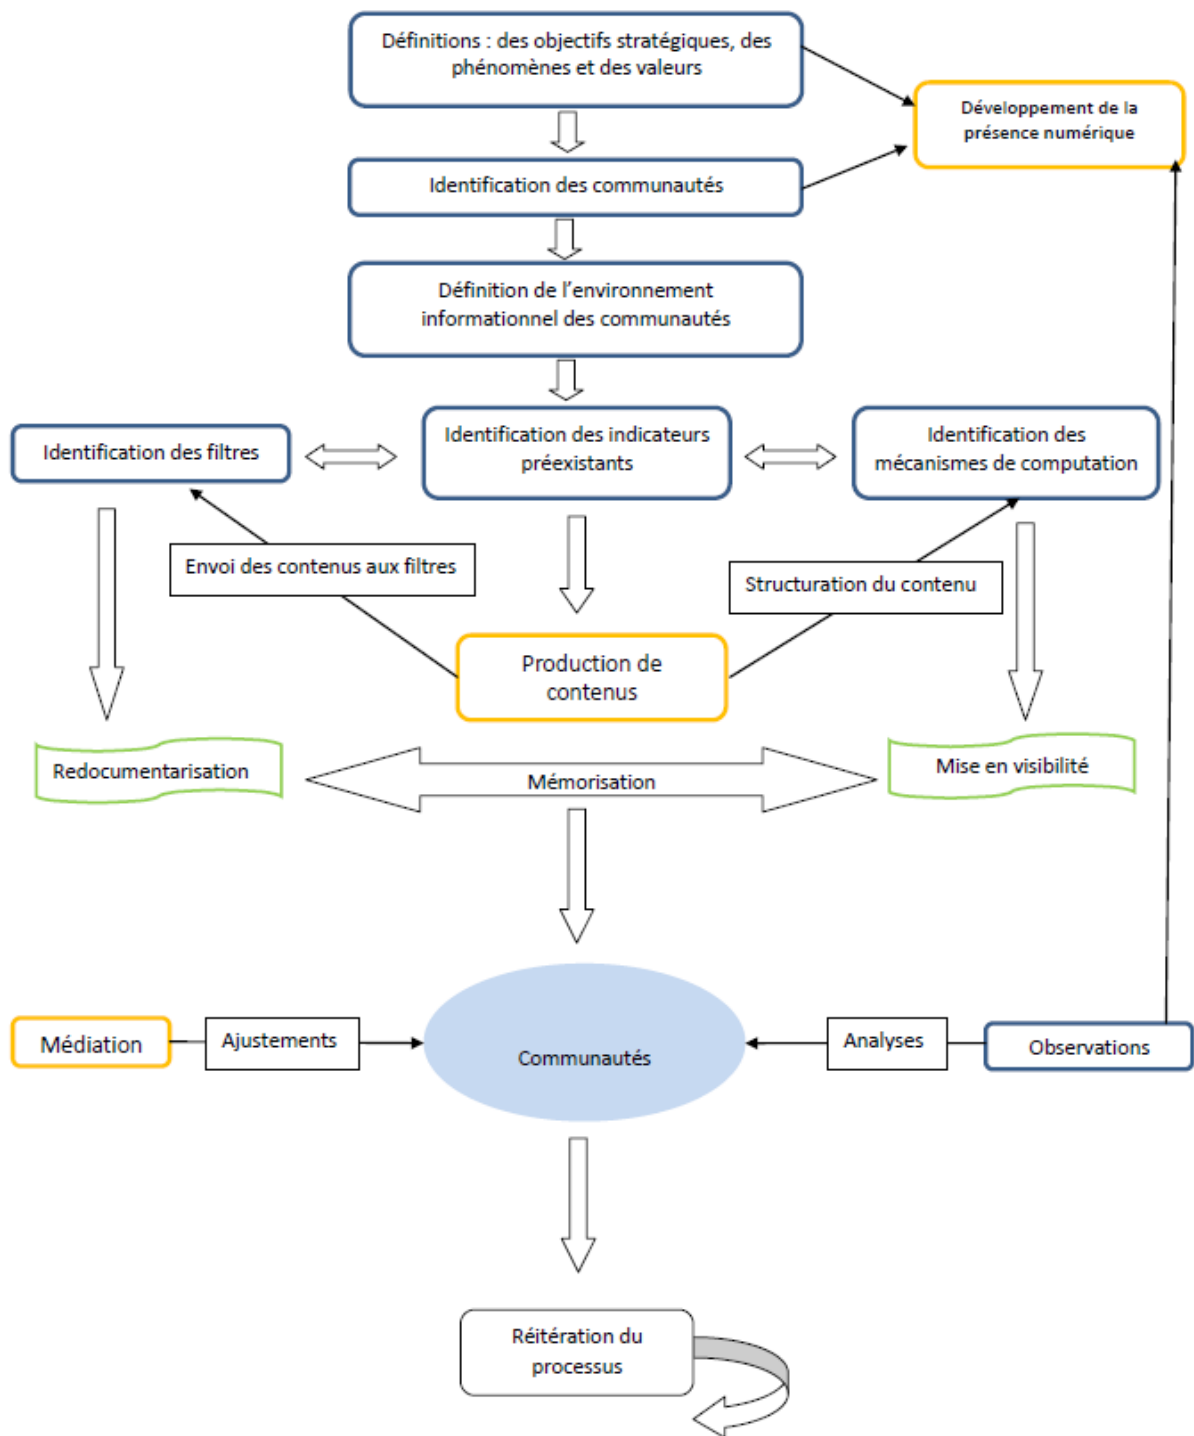 Définitions : des objectifs stratégiques, des
phénomènes et des valeurs
Développement de la
présence numérique
Identification des communautés
Définition de l'environnement
informationnel des communautés
Identification des filtres
Identification des indicateurs
préexistants
Identification des
mécanismes de computation
Envoi des contenus aux filtres
Structuration du contenu
Production de
contenus
Redocumentarisation
Mémorisation
Mise en visibilité
Médiation
Ajustements
Communautés
Analyses
Observations
Réitération du
processus